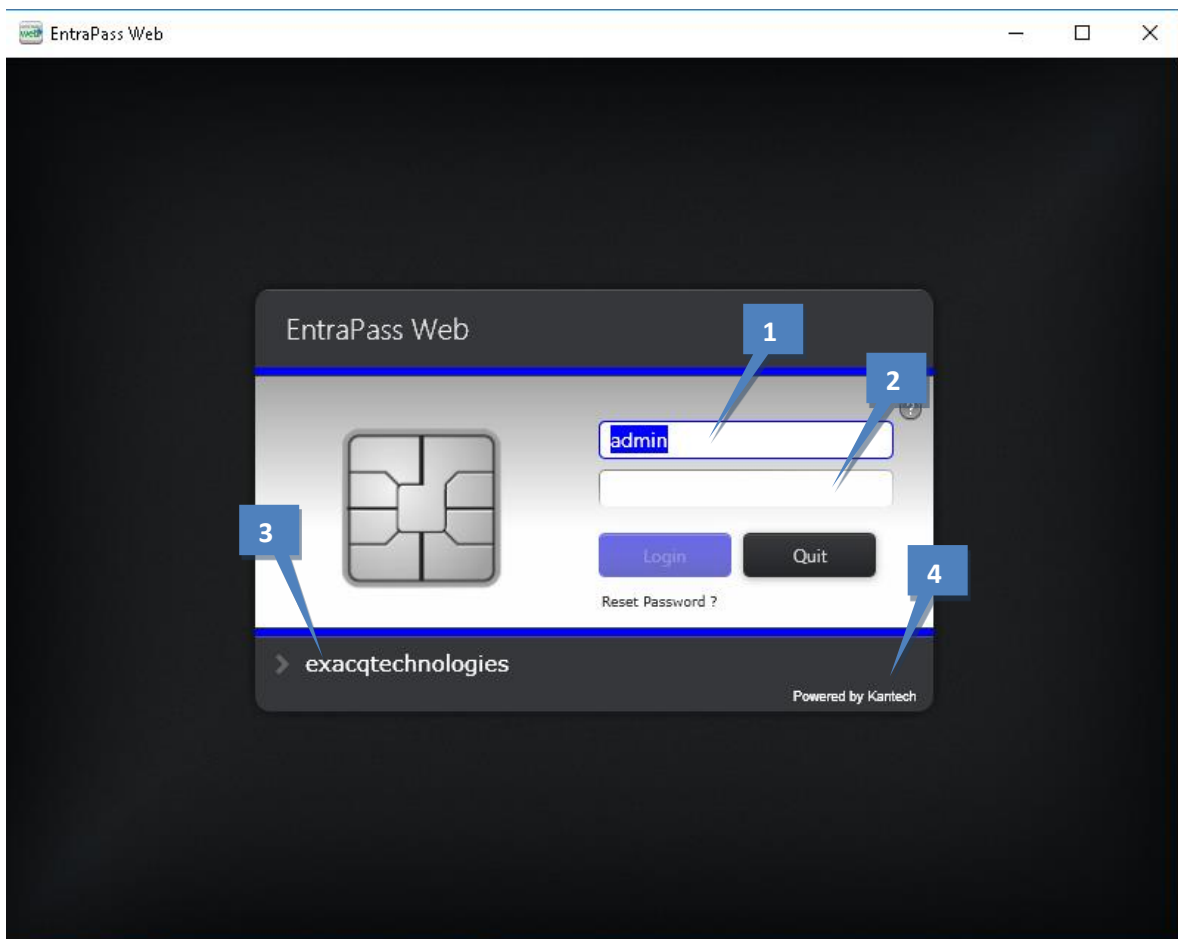 EntraPass Web
EntraPass Web
1
2
?
admin
3
Login
Quit
4
Reset Password ?
exacqtechnologies
Powered by Kantech